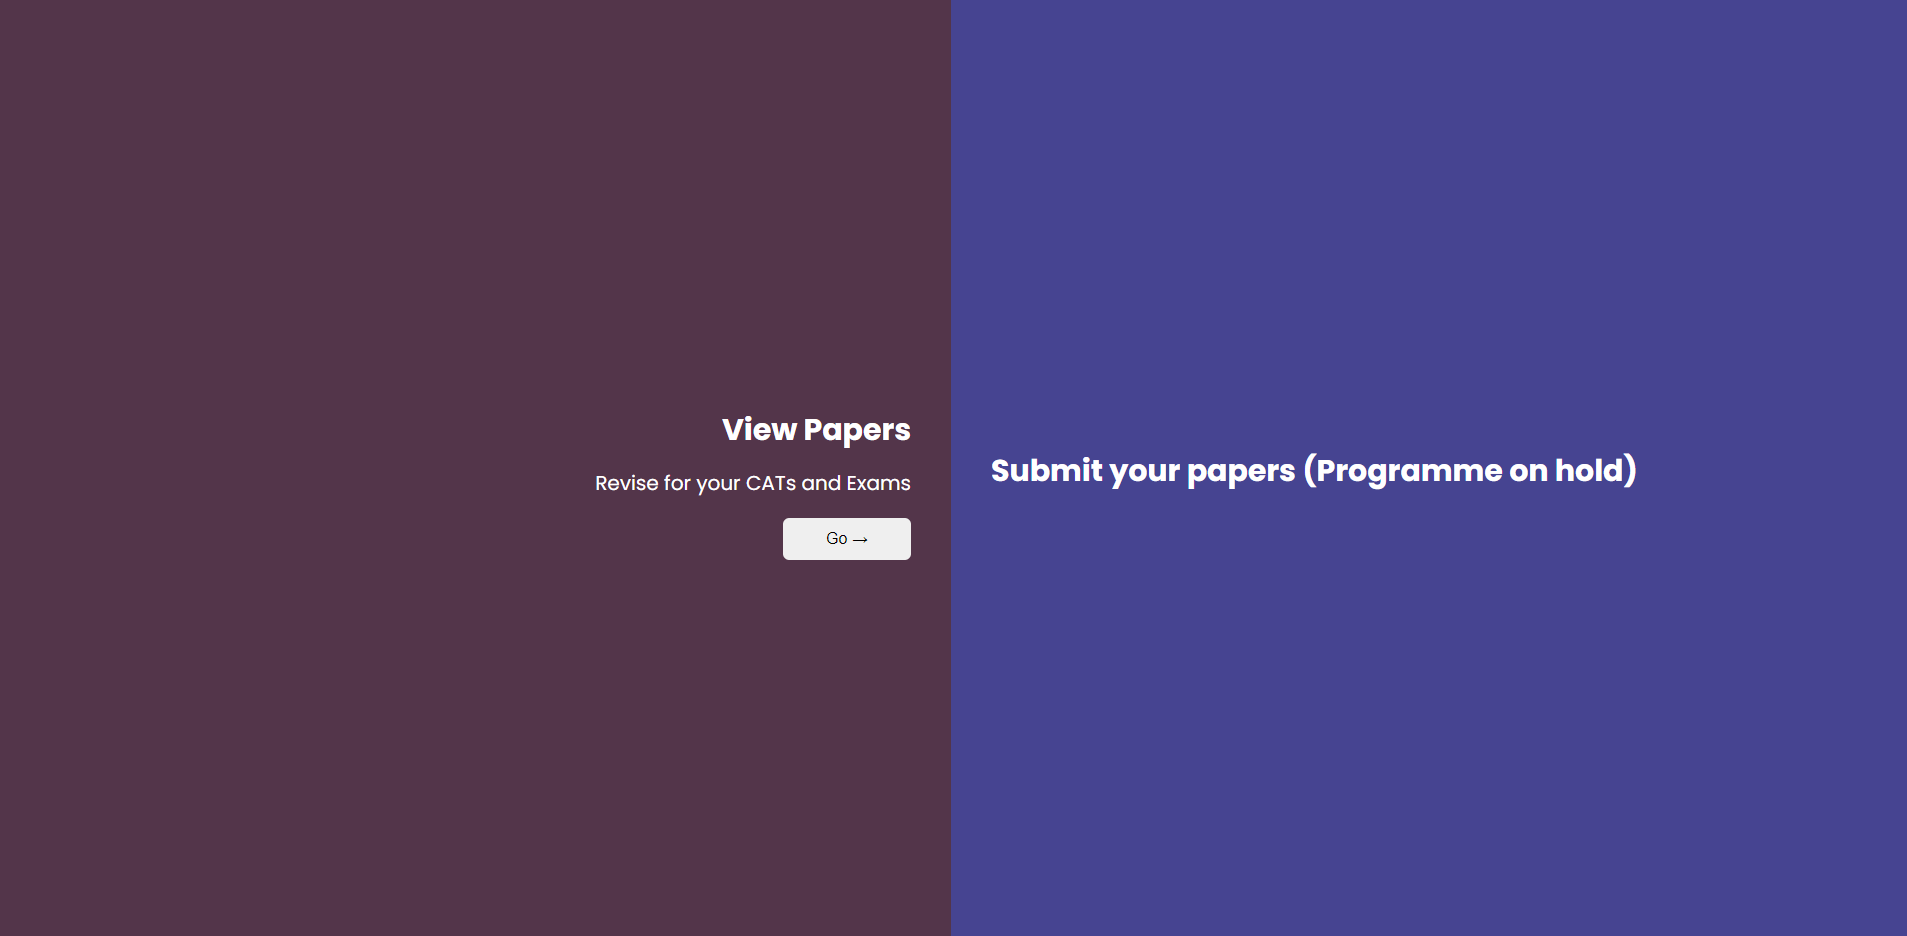 View Papers
Revise for your CATs and Exams
Go →
Submit your papers (Programme on hold)